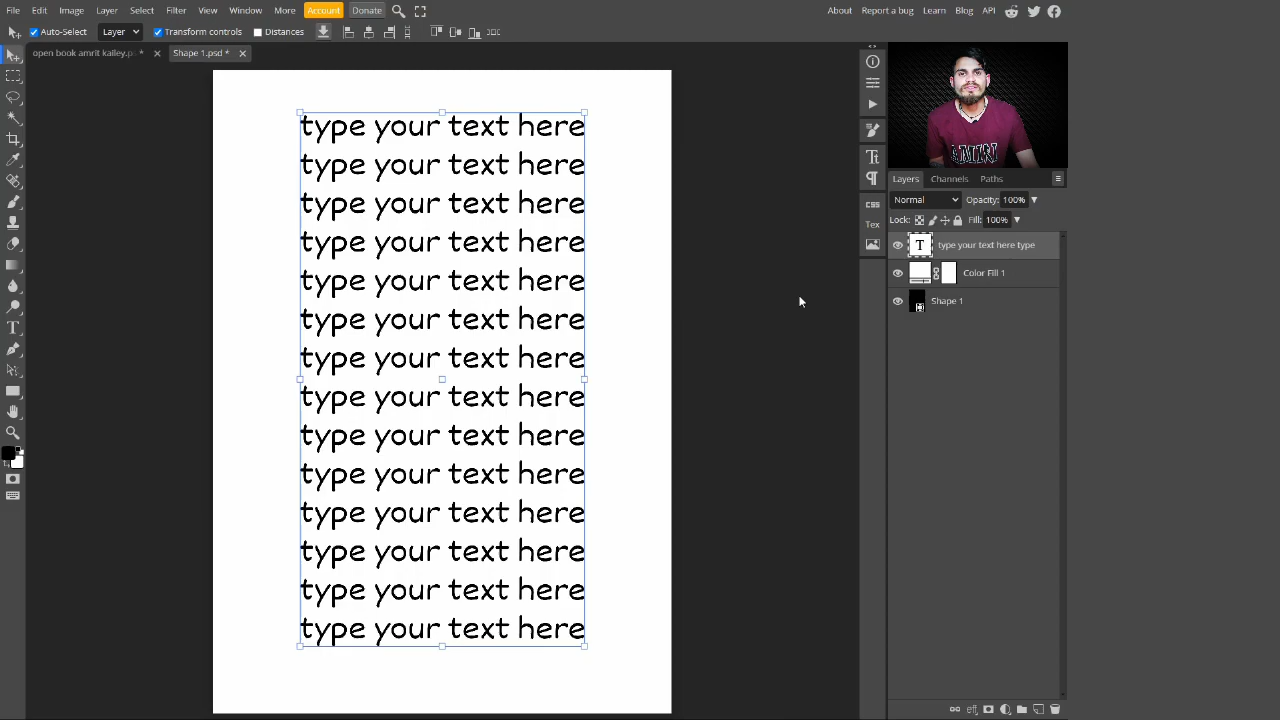 File Edit Image Layer Select Filter View Window More Account Donate About Report a bug Learn Blog API
Auto-Select Layer Transform controls Distances
open book amrit kailey.p * Shape 1.psd *
type your text here
type your text here
type your text here
type your text here
type your text here
type your text here
type your text here
type your text here
type your text here
type your text here
type your text here
type your text here
type your text here
type your text here
CSS
Tex
AMIRI
Layers Channels Paths
Normal Opacity: 100%
Lock: Fill: 100%
T type your text here type
Color Fill 1
Shape 1